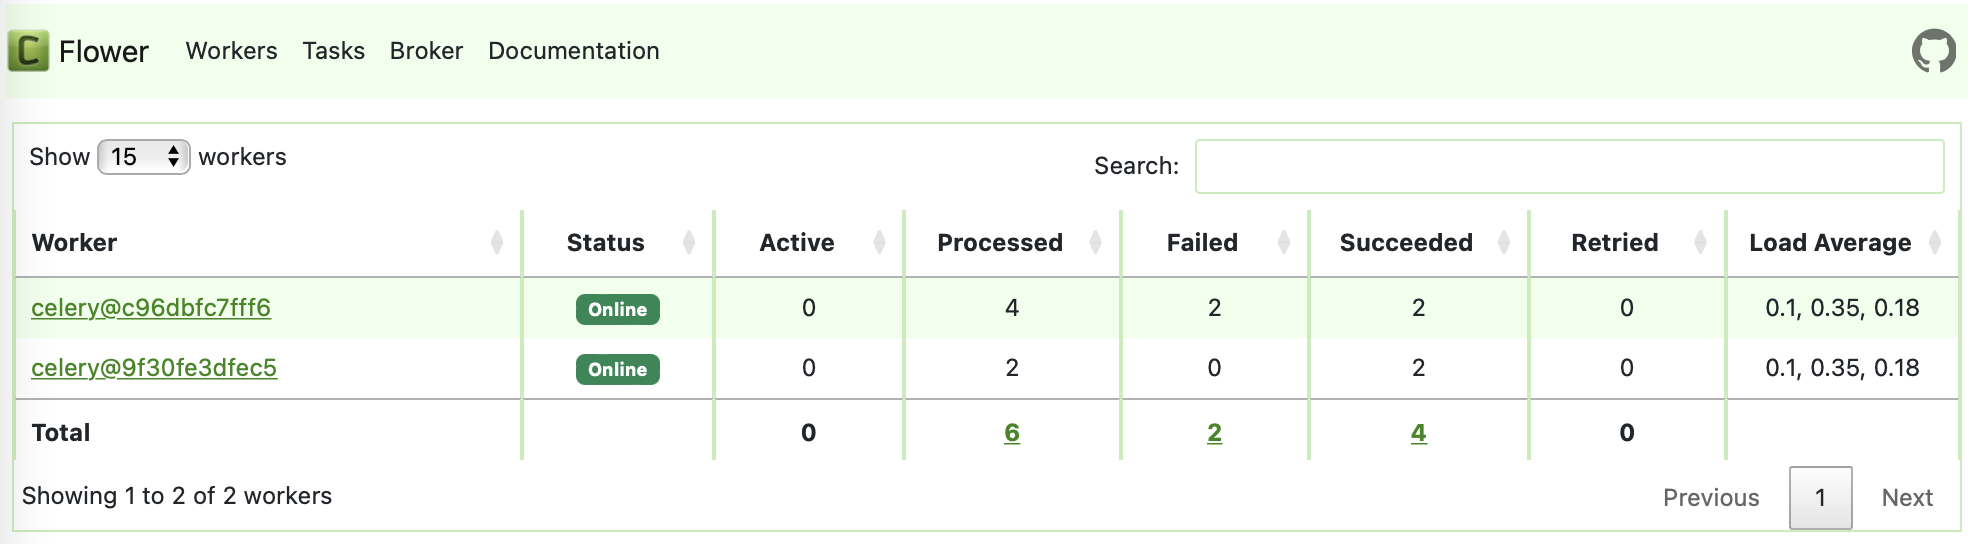 C Flower Workers Tasks Broker Documentation
Show 15 workers Search:
Worker Status Active Processed Failed Succeeded Retried Load Average
celery@c96dbfc7fff6 Online 0 4 2 2 0 0.1, 0.35, 0.18
celery@9f30fe3dfec5 Online 0 2 0 2 0 0.1, 0.35, 0.18
Total 0 6 2 4 0
Showing 1 to 2 of 2 workers Previous 1 Next